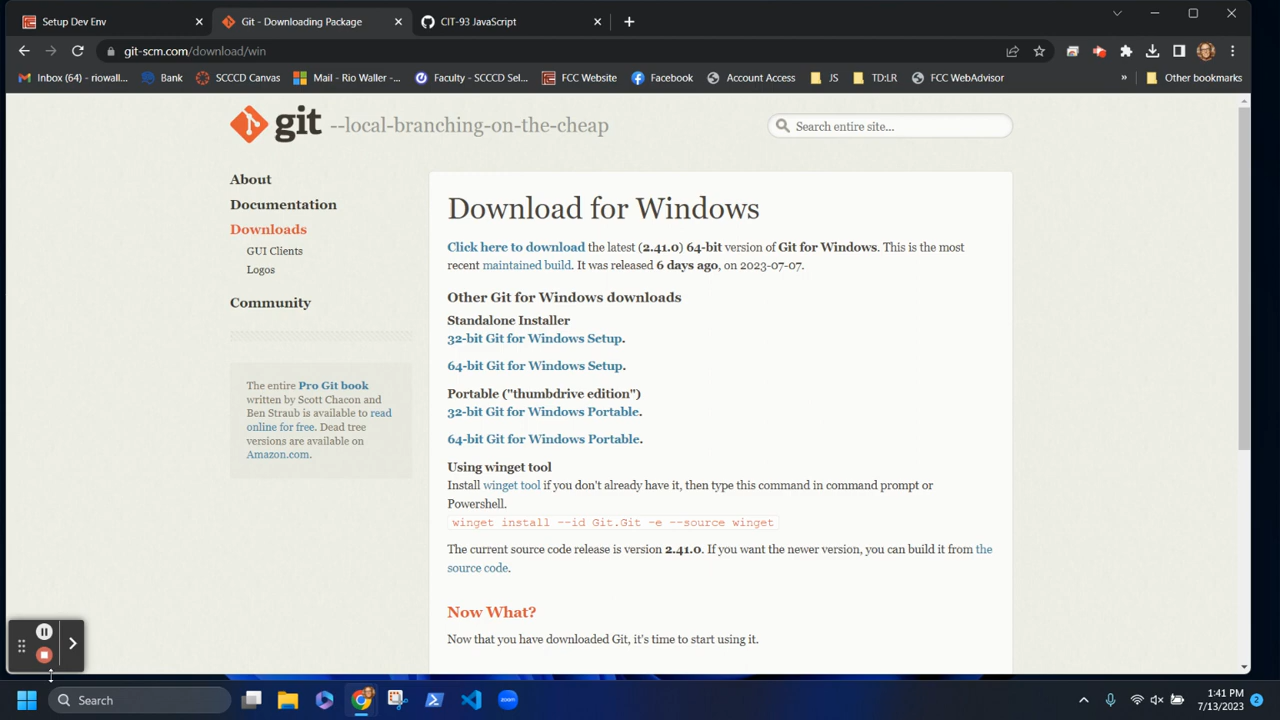 Setup Dev Env
Git - Downloading Package
CIT-93 JavaScript
git-scm.com/download/win
Inbox (64) - riowall...
Bank
SCCCD Canvas
Mail - Rio Waller -...
Faculty - SCCCD Sel...
FCC Website
Facebook
Account Access
JS
TD:LR
FCC WebAdvisor
»
Other bookmarks
git --local-branching-on-the-cheap
Search entire site...
About
Documentation
Downloads
GUI Clients
Logos
Community
The entire Pro Git book
written by Scott Chacon and
Ben Straub is available to read
online for free. Dead tree
versions are available on
Amazon.com.
Download for Windows
Click here to download the latest (2.41.0) 64-bit version of Git for Windows. This is the most
recent maintained build. It was released 6 days ago, on 2023-07-07.
Other Git for Windows downloads
Standalone Installer
32-bit Git for Windows Setup.
64-bit Git for Windows Setup.
Portable ("thumbdrive edition")
32-bit Git for Windows Portable.
64-bit Git for Windows Portable.
Using winget tool
Install winget tool if you don't already have it, then type this command in command prompt or
Powershell.
winget install --id Git.Git -e --source winget
The current source code release is version 2.41.0. If you want the newer version, you can build it from the
source code.
Now What?
Now that you have downloaded Git, it's time to start using it.
Search
zoom
1:41 PM
7/13/2023
2